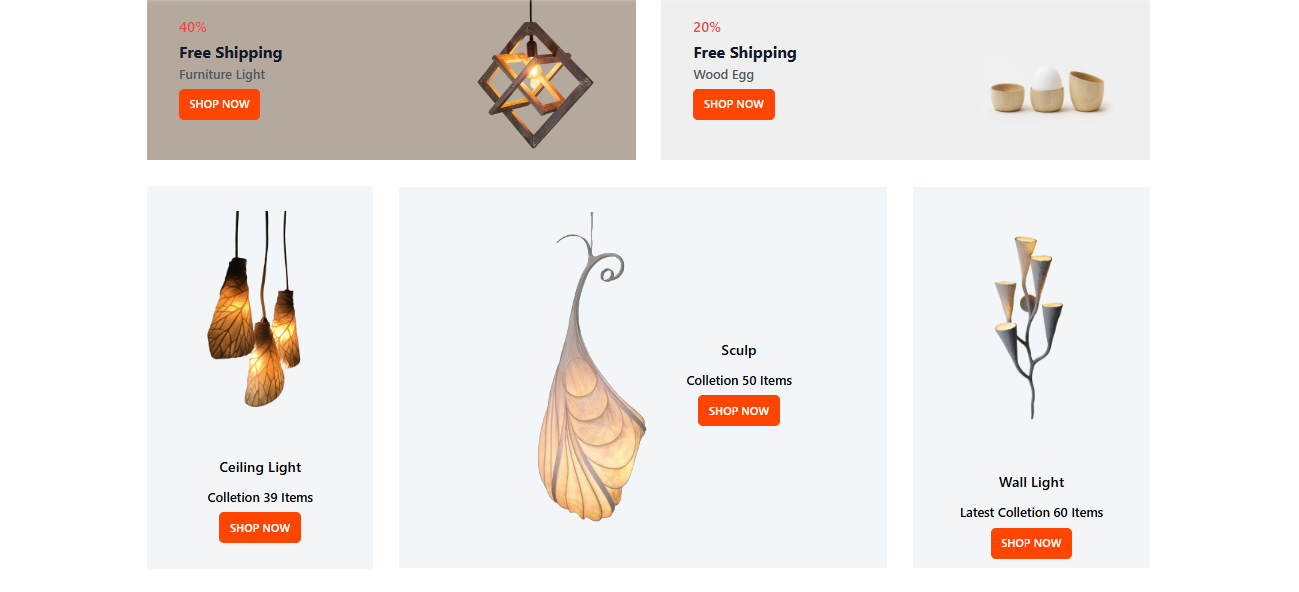 40%
Free Shipping
Furniture Light
SHOP NOW
20%
Free Shipping
Wood Egg
SHOP NOW
Ceiling Light
Colletion 39 Items
SHOP NOW
Sculp
Colletion 50 Items
SHOP NOW
Wall Light
Latest Colletion 60 Items
SHOP NOW